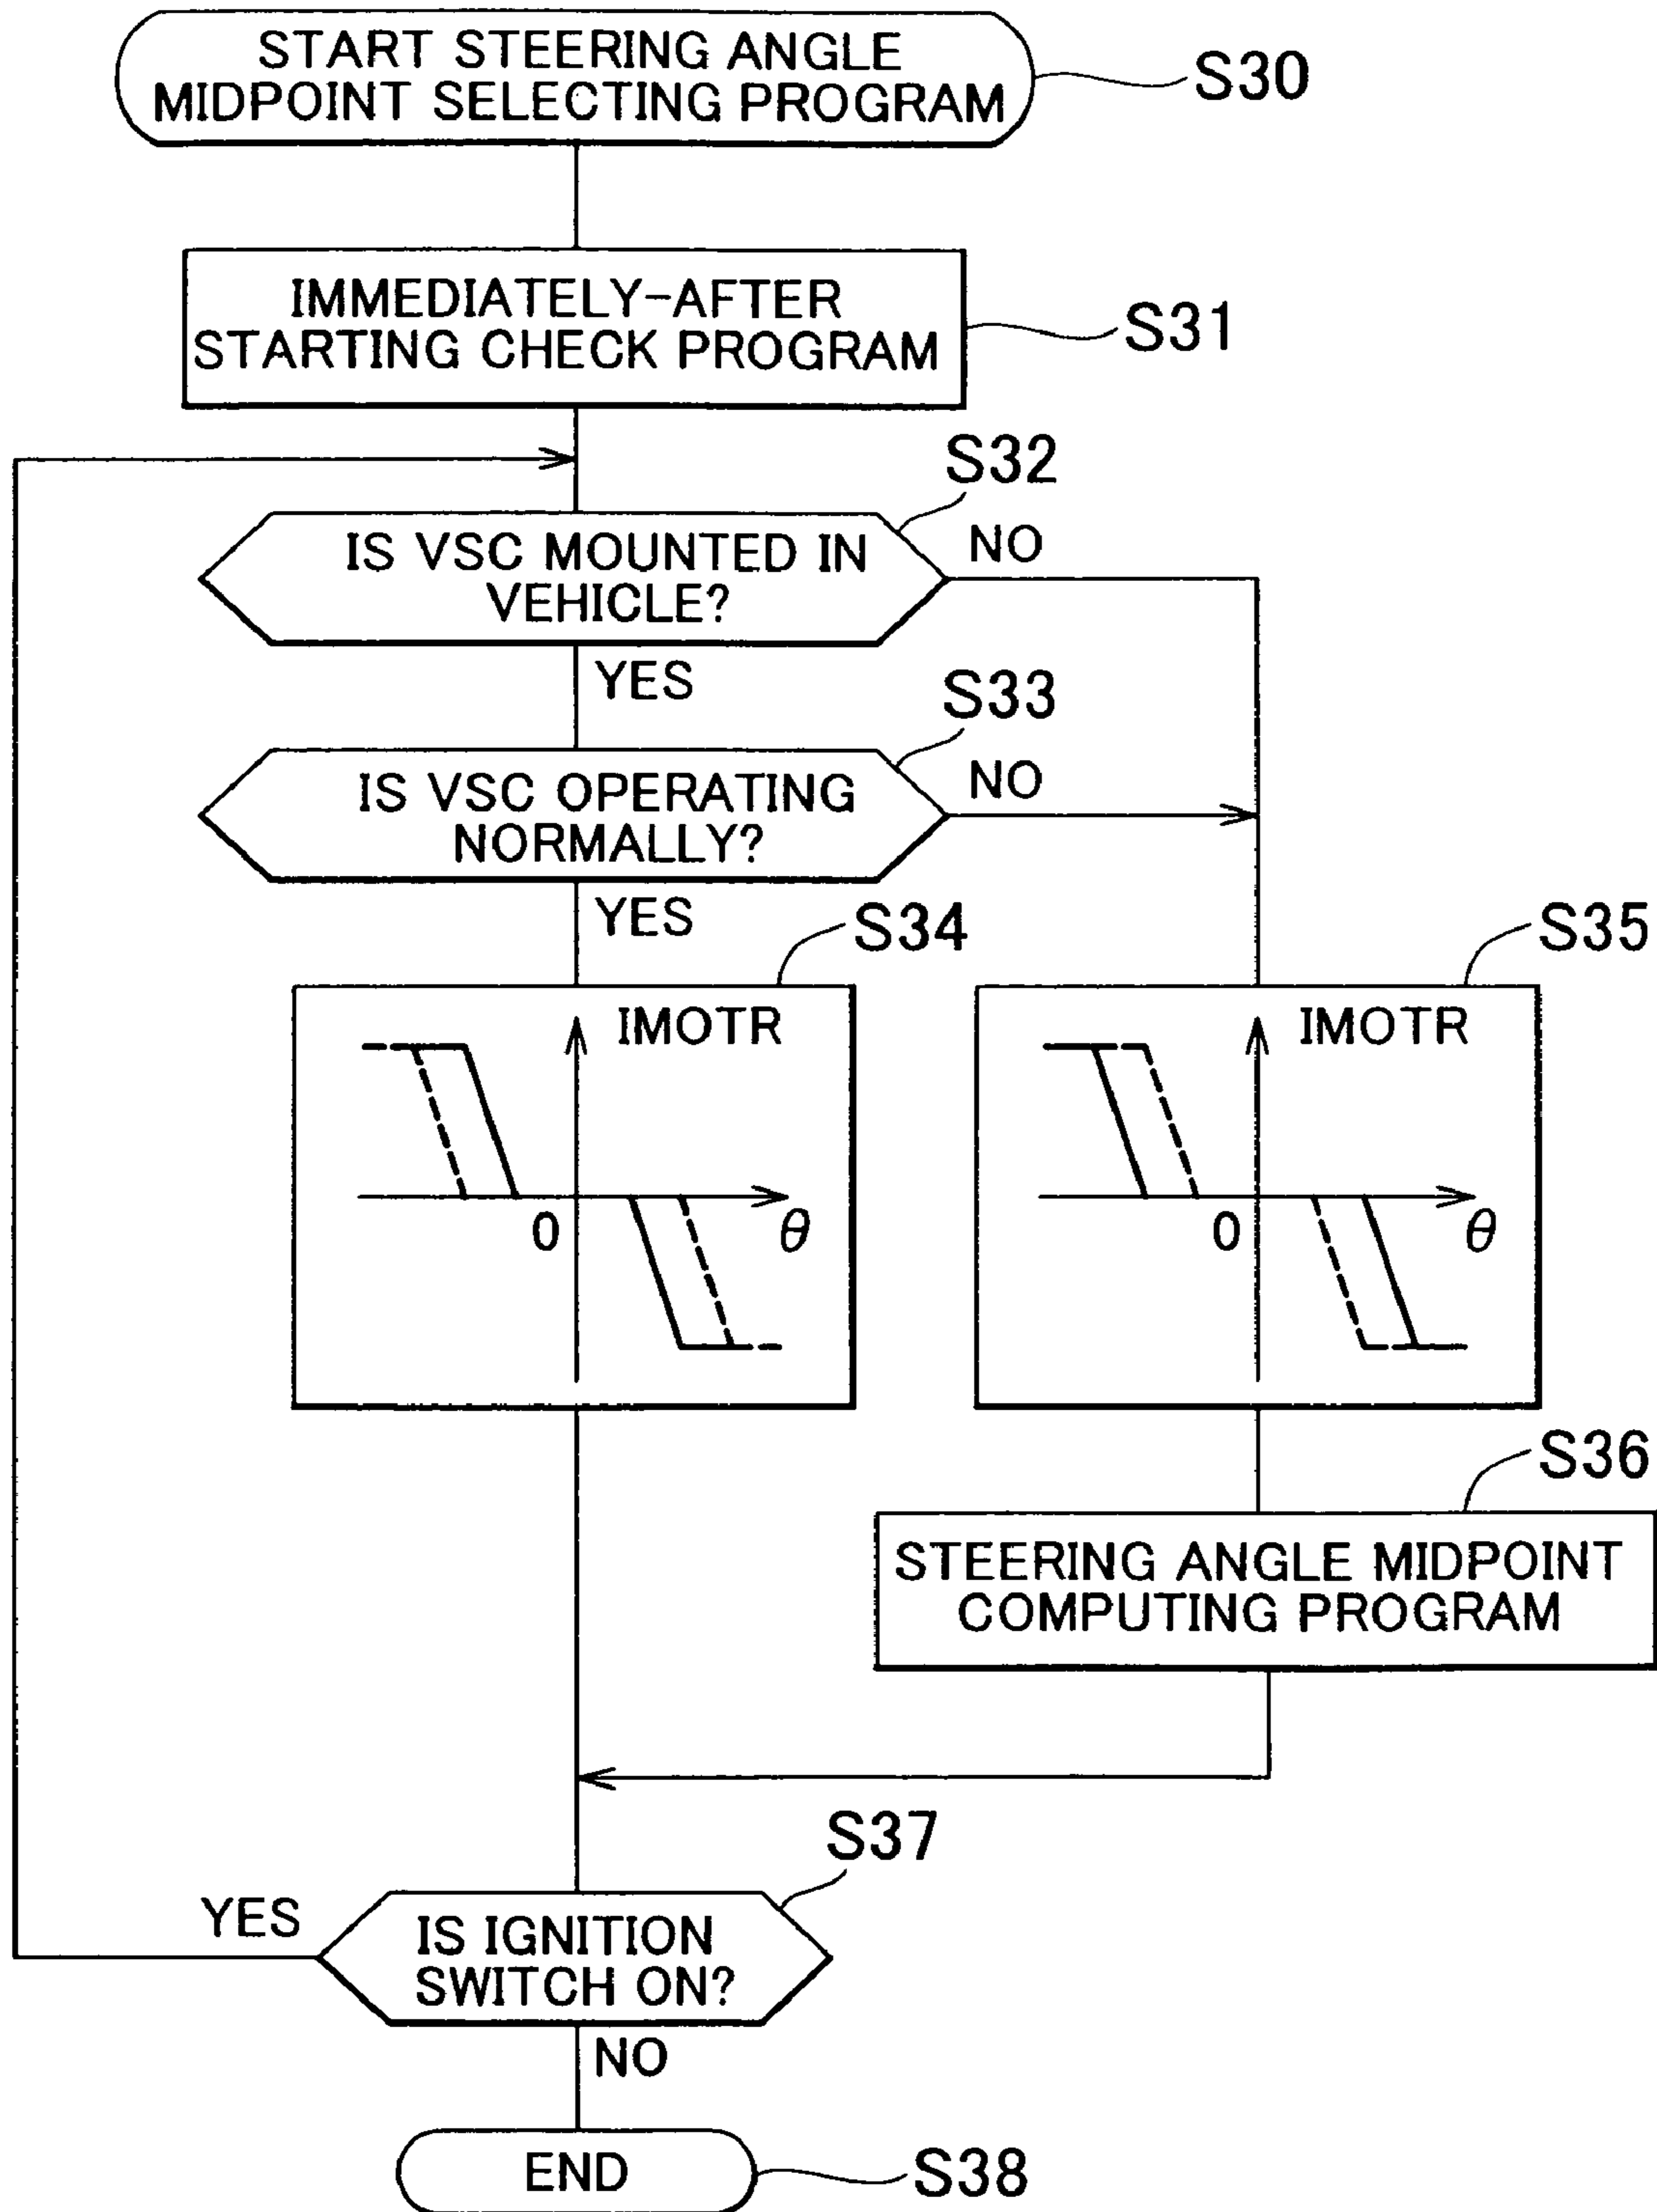 START STEERING ANGLE
MIDPOINT SELECTING PROGRAM
S30
IMMEDIATELY-AFTER
STARTING CHECK PROGRAM
S31
S32
IS VSC MOUNTED IN
VEHICLE?
NO
YES
S33
IS VSC OPERATING
NORMALLY?
NO
YES
S34
IMOTR
0
θ
S35
IMOTR
0
θ
S36
STEERING ANGLE MIDPOINT
COMPUTING PROGRAM
S37
YES
IS IGNITION
SWITCH ON?
NO
END
S38